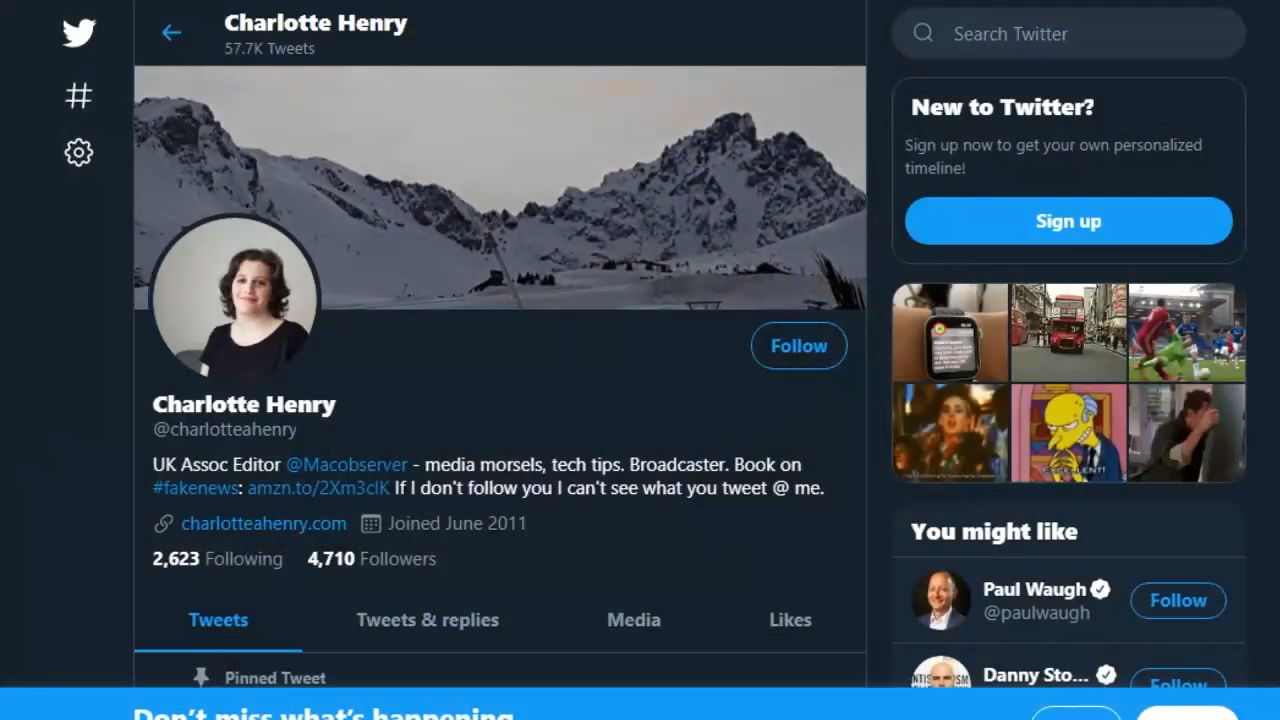 Charlotte Henry
57.7K Tweets
Follow
Charlotte Henry
@charlotteahenry
UK Assoc Editor @Macobserver - media morsels, tech tips. Broadcaster. Book on
#fakenews: amzn.to/2Xm3clK If I don't follow you I can't see what you tweet @ me.
charlotteahenry.com Joined June 2011
2,623 Following 4,710 Followers
Tweets Tweets & replies Media Likes
Pinned Tweet
Search Twitter
New to Twitter?
Sign up now to get your own personalized
timeline!
Sign up
EXCELLENT!
You might like
Paul Waugh
@paulwaugh
Follow
Danny Sto...
Follow
Don't miss what's happening